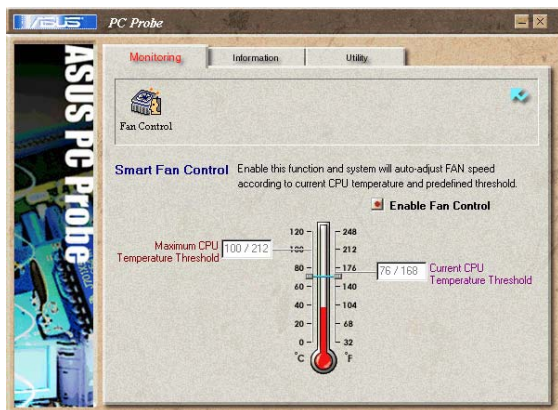 ASUS PC Probe
Monitoring Information Utility
ASUS PC Probe
Fan Control
Smart Fan Control Enable this function and system will auto-adjust FAN speed
according to current CPU temperature and predefined threshold.
Enable Fan Control
120 248
Maximum CPU
Temperature Threshold 100 / 212 100 212
80 176
76 / 168 Current CPU
Temperature Threshold
60 140
40 104
20 68
0 32
°C °F